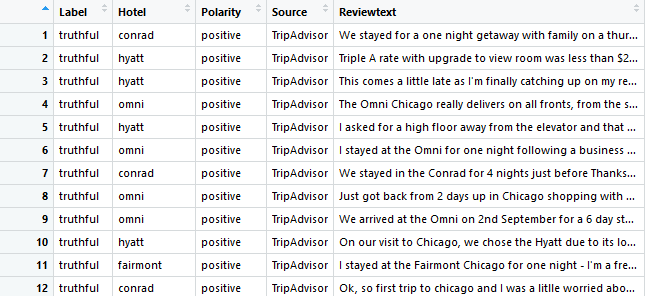 Label Hotel Polarity Source Reviewtext
1 truthful conrad positive TripAdvisor We stayed for a one night getaway with family on a thur...
2 truthful hyatt positive TripAdvisor Triple A rate with upgrade to view room was less than $2...
3 truthful hyatt positive TripAdvisor This comes a little late as I'm finally catching up on my re...
4 truthful omni positive TripAdvisor The Omni Chicago really delivers on all fronts, from the s...
5 truthful hyatt positive TripAdvisor I asked for a high floor away from the elevator and that ...
6 truthful omni positive TripAdvisor I stayed at the Omni for one night following a business ...
7 truthful conrad positive TripAdvisor We stayed in the Conrad for 4 nights just before Thanks...
8 truthful omni positive TripAdvisor Just got back from 2 days up in Chicago shopping with ...
9 truthful omni positive TripAdvisor We arrived at the Omni on 2nd September for a 6 day st...
10 truthful hyatt positive TripAdvisor On our visit to Chicago, we chose the Hyatt due to its lo...
11 truthful fairmont positive TripAdvisor I stayed at the Fairmont Chicago for one night - I'm a fre...
12 truthful conrad positive TripAdvisor Ok, so first trip to chicago and I was a litlle worried abo...